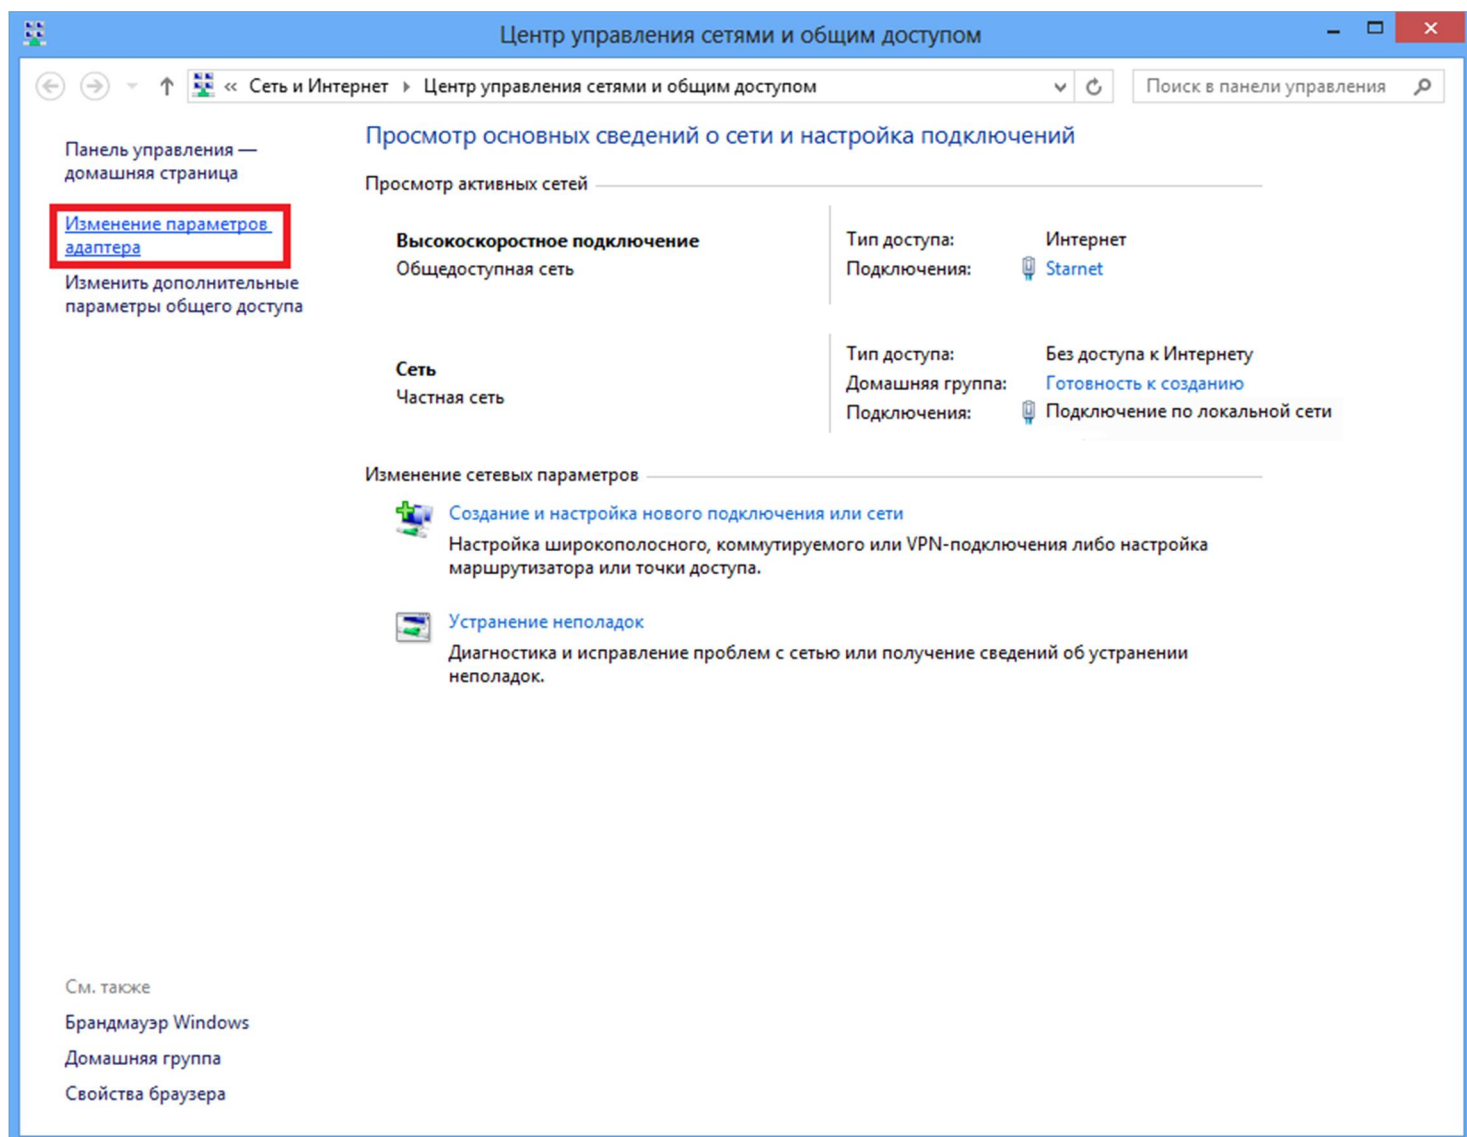 Центр управления сетями и общим доступом
« Сеть и Интернет Центр управления сетями и общим доступом
Поиск в панели управления
Панель управления —
домашняя страница
Изменение параметров
адаптера
Изменить дополнительные
параметры общего доступа
Просмотр основных сведений о сети и настройка подключений
Просмотр активных сетей
Высокоскоростное подключение
Общедоступная сеть
Тип доступа: Интернет
Подключения: Starnet
Сеть
Частная сеть
Тип доступа: Без доступа к Интернету
Домашняя группа: Готовность к созданию
Подключения: Подключение по локальной сети
Изменение сетевых параметров
Создание и настройка нового подключения или сети
Настройка широкополосного, коммутируемого или VPN-подключения либо настройка
маршрутизатора или точки доступа.
Устранение неполадок
Диагностика и исправление проблем с сетью или получение сведений об устранении
неполадок.
См. также
Брандмауэр Windows
Домашняя группа
Свойства браузера